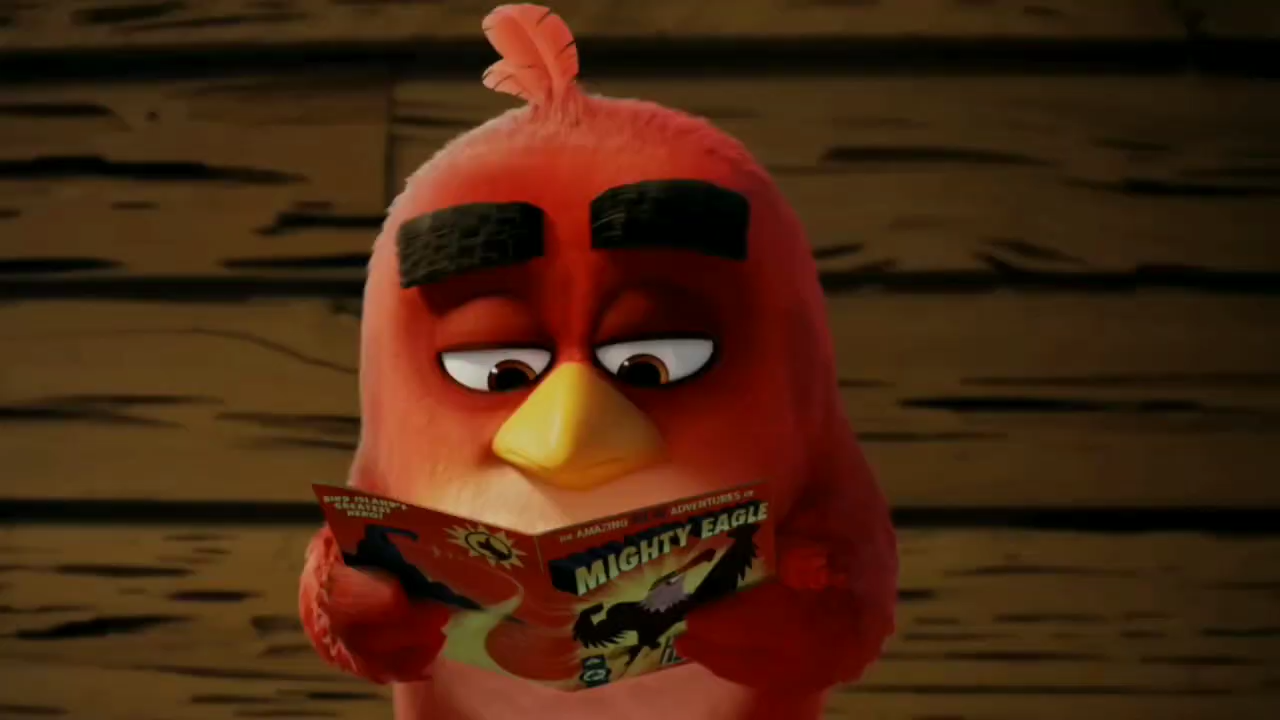 BIRD ISLAND'S
GREATEST
HERO!
THE AMAZING
ADVENTURES OF
MIGHTY EAGLE